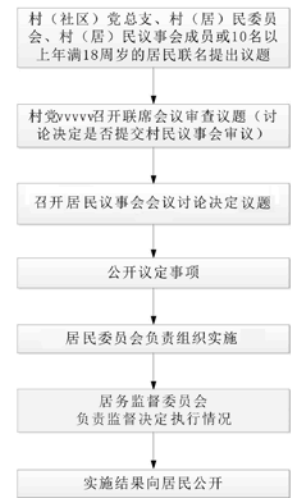 村（社区）党总支、村（居）民委员
会、村（居）民议事会成员或10名以
上年满18周岁的居民联名提出议题
村党vvvvv召开联席会议审查议题（讨
论决定是否提交村民议事会审议）
召开居民议事会会议讨论决定议题
公开议定事项
居民委员会负责组织实施
居务监督委员会
负责监督决定执行情况
实施结果向居民公开